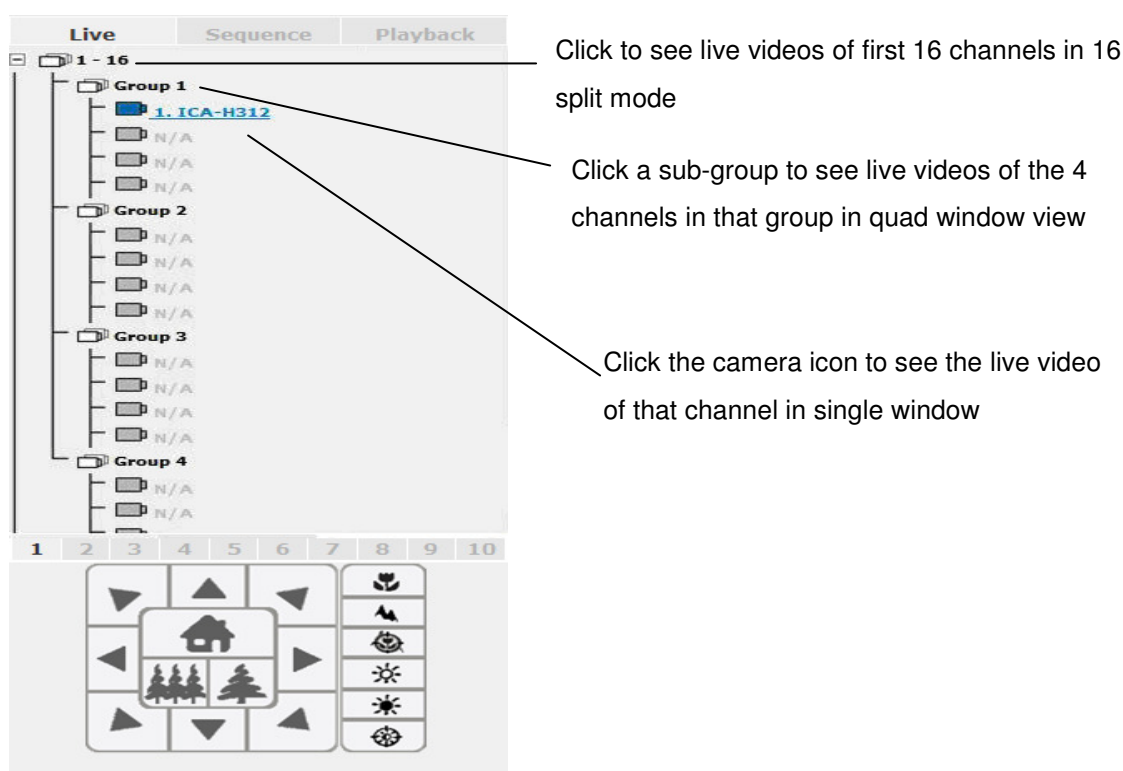 Live Sequence Playback
1 - 16
Click to see live videos of first 16 channels in 16
split mode
Group 1
1. ICA-H312
N/A
N/A
N/A
Click a sub-group to see live videos of the 4
channels in that group in quad window view
Group 2
N/A
N/A
N/A
N/A
Group 3
N/A
N/A
N/A
N/A
Click the camera icon to see the live video
of that channel in single window
Group 4
N/A
N/A
1 2 3 4 5 6 7 8 9 10